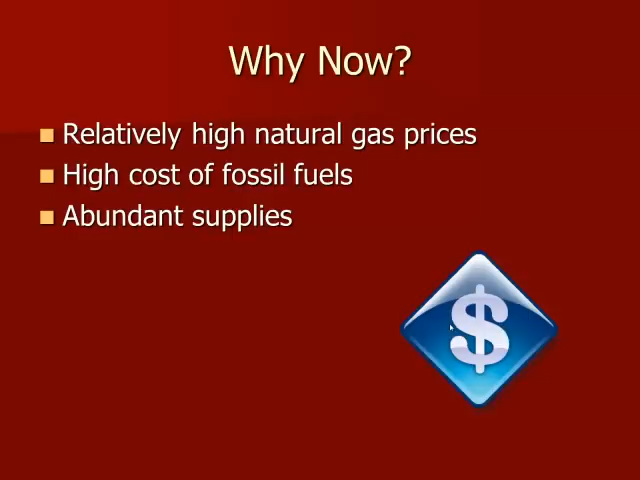 Why Now?
Relatively high natural gas prices
High cost of fossil fuels
Abundant supplies
$